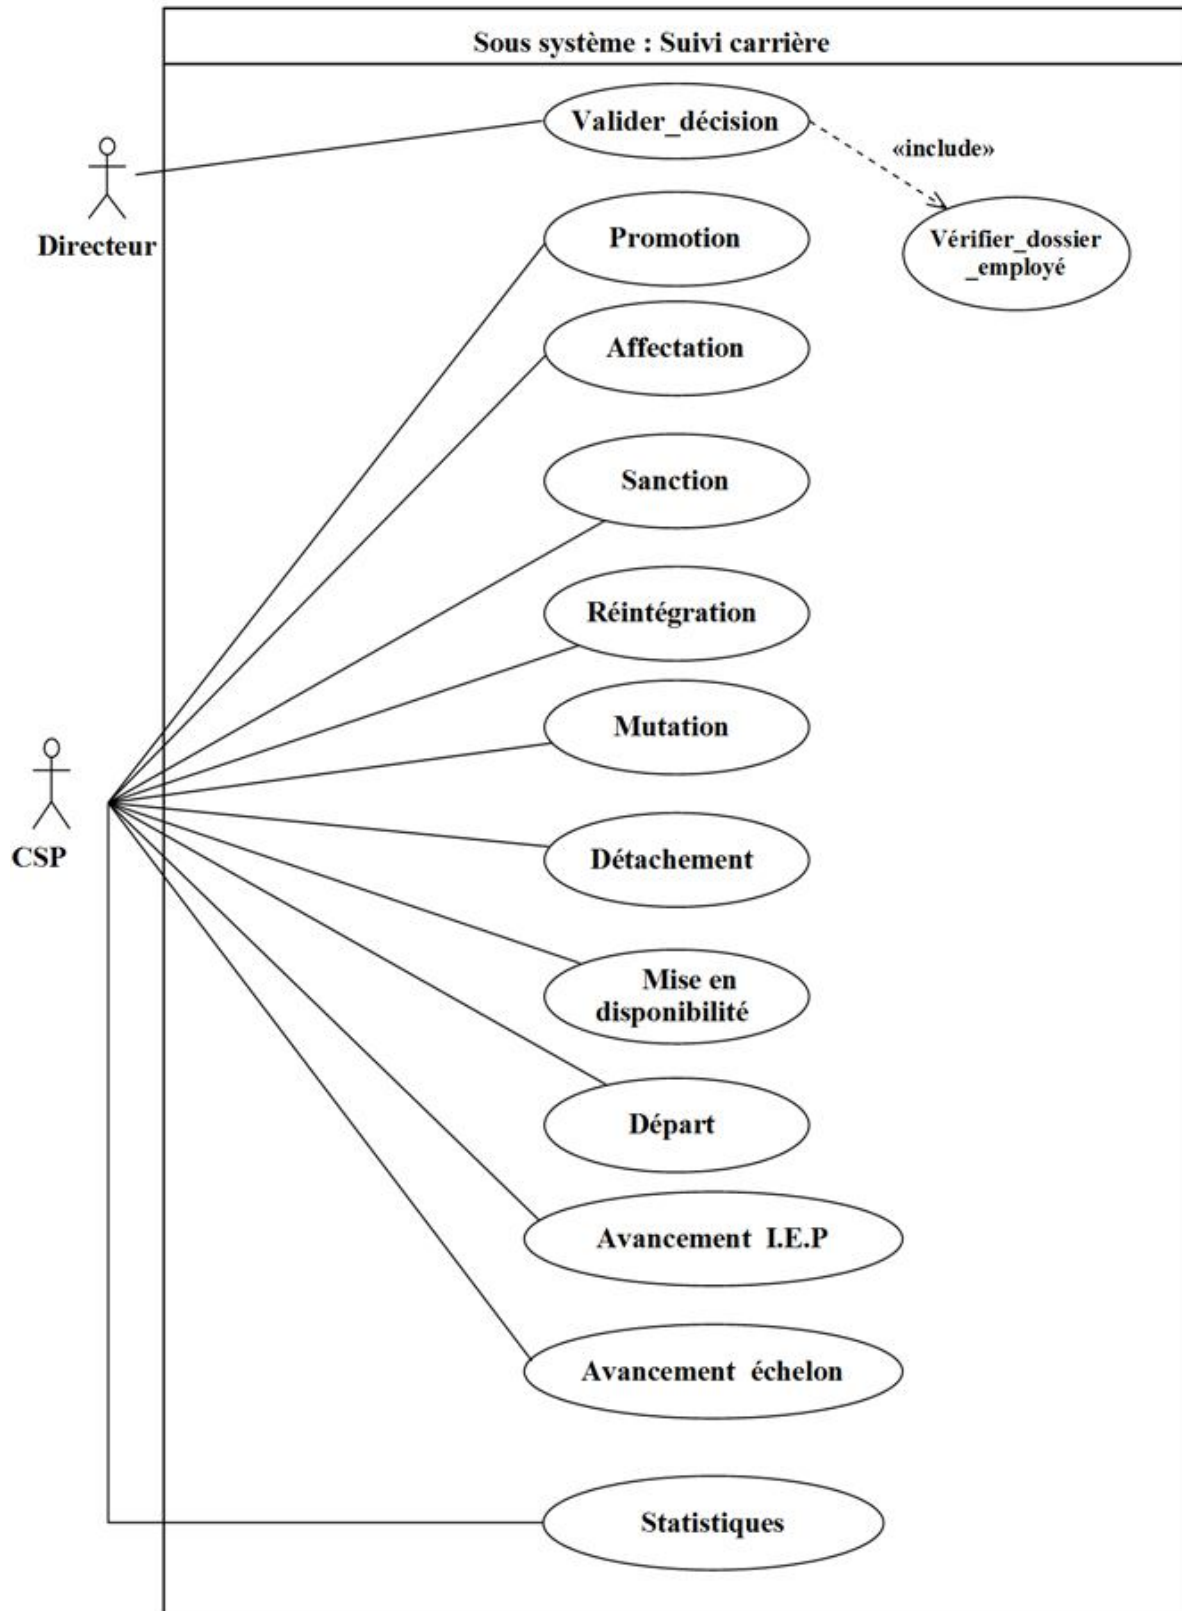 Sous système : Suivi carrière
Valider_décision
«include»
Directeur
Promotion
Vérifier_dossier
_employé
Affectation
Sanction
Réintégration
Mutation
CSP
Détachement
Mise en
disponibilité
Départ
Avancement I.E.P
Avancement échelon
Statistiques